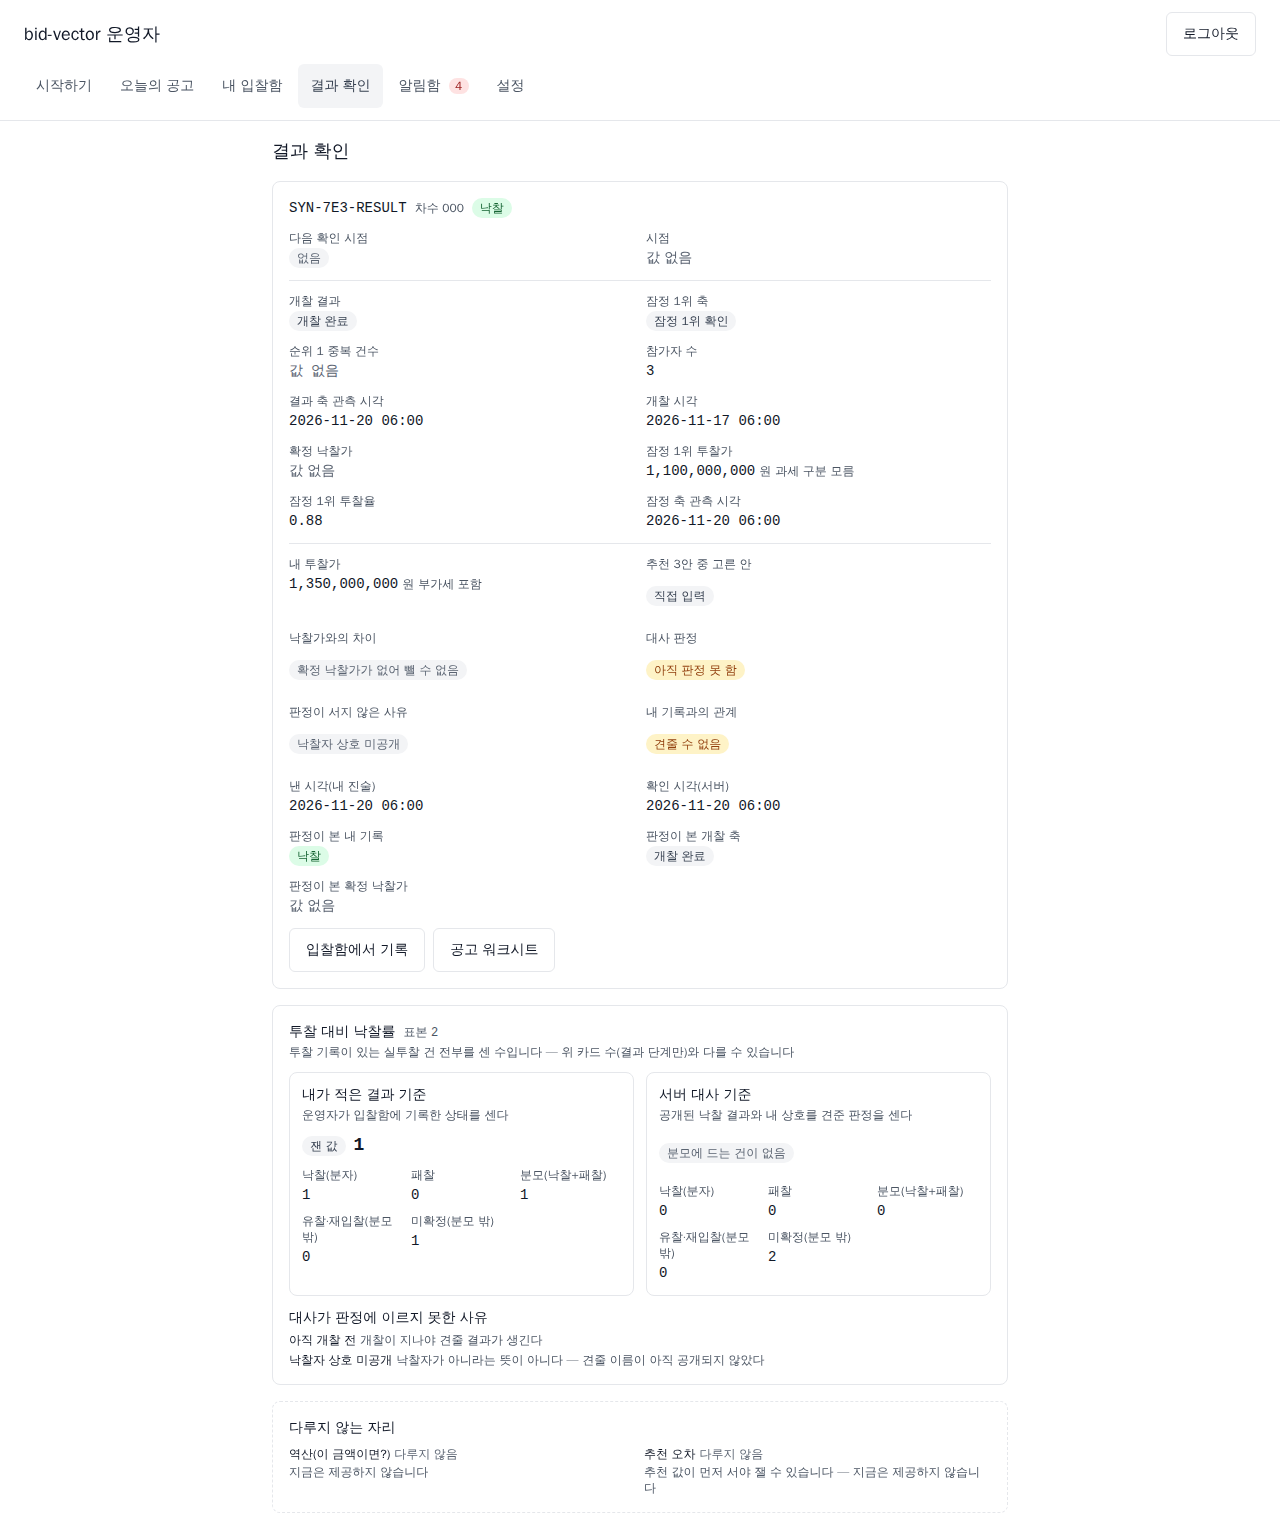 bid-vector 운영자
로그아웃
시작하기 오늘의 공고 내 입찰함 결과 확인 알림함 4 설정
결과 확인
SYN-7E3-RESULT 차수 000 낙찰
다음 확인 시점 시점
없음 값 없음
개찰 결과 잠정 1위 축
개찰 완료 잠정 1위 확인
순위 1 중복 건수 참가자 수
값 없음 3
결과 축 관측 시각 개찰 시각
2026-11-20 06:00 2026-11-17 06:00
확정 낙찰가 잠정 1위 투찰가
값 없음 1,100,000,000 원 과세 구분 모름
잠정 1위 투찰율 잠정 축 관측 시각
0.88 2026-11-20 06:00
내 투찰가 추천 3안 중 고른 안
1,350,000,000 원 부가세 포함 직접 입력
낙찰가와의 차이 대사 판정
확정 낙찰가가 없어 뺄 수 없음 아직 판정 못 함
판정이 서지 않은 사유 내 기록과의 관계
낙찰자 상호 미공개 견줄 수 없음
낸 시각(내 진술) 확인 시각(서버)
2026-11-20 06:00 2026-11-20 06:00
판정이 본 내 기록 판정이 본 개찰 축
낙찰 개찰 완료
판정이 본 확정 낙찰가
값 없음
입찰함에서 기록 공고 워크시트
투찰 대비 낙찰률 표본 2
투찰 기록이 있는 실투찰 건 전부를 센 수입니다 — 위 카드 수(결과 단계만)와 다를 수 있습니다
내가 적은 결과 기준
운영자가 입찰함에 기록한 상태를 센다
잰 값 1
낙찰(분자) 패찰 분모(낙찰+패찰)
1 0 1
유찰·재입찰(분모 밖) 미확정(분모 밖)
0 1
서버 대사 기준
공개된 낙찰 결과와 내 상호를 견준 판정을 센다
분모에 드는 건이 없음
낙찰(분자) 패찰 분모(낙찰+패찰)
0 0 0
유찰·재입찰(분모 밖) 미확정(분모 밖)
0 2
대사가 판정에 이르지 못한 사유
아직 개찰 전 개찰이 지나야 견줄 결과가 생긴다
낙찰자 상호 미공개 낙찰자가 아니라는 뜻이 아니다 — 견줄 이름이 아직 공개되지 않았다
다루지 않는 자리
역산(이 금액이면?) 다루지 않음
지금은 제공하지 않습니다
추천 오차 다루지 않음
추천 값이 먼저 서야 잴 수 있습니다 — 지금은 제공하지 않습니
다